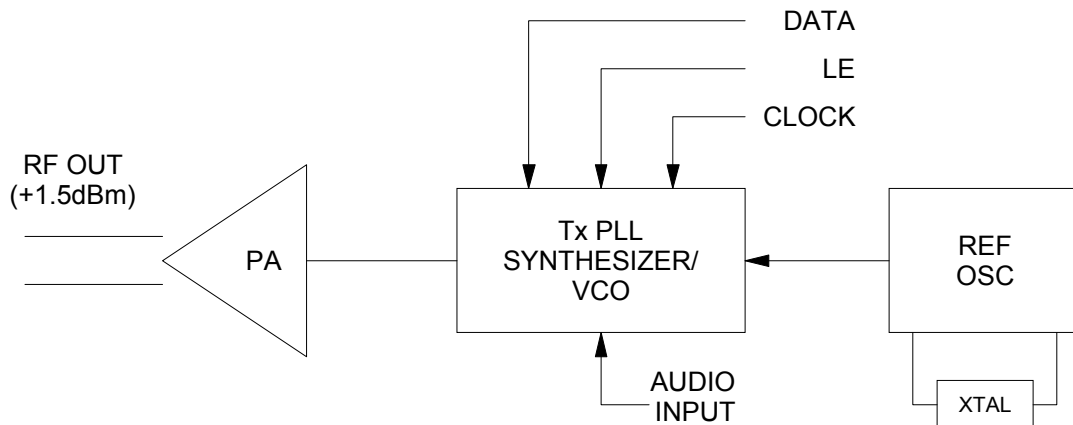 DATA
LE
CLOCK
RF OUT
(+1.5dBm)
PA
Tx PLL
SYNTHESIZER/
VCO
REF
OSC
AUDIO
INPUT
XTAL